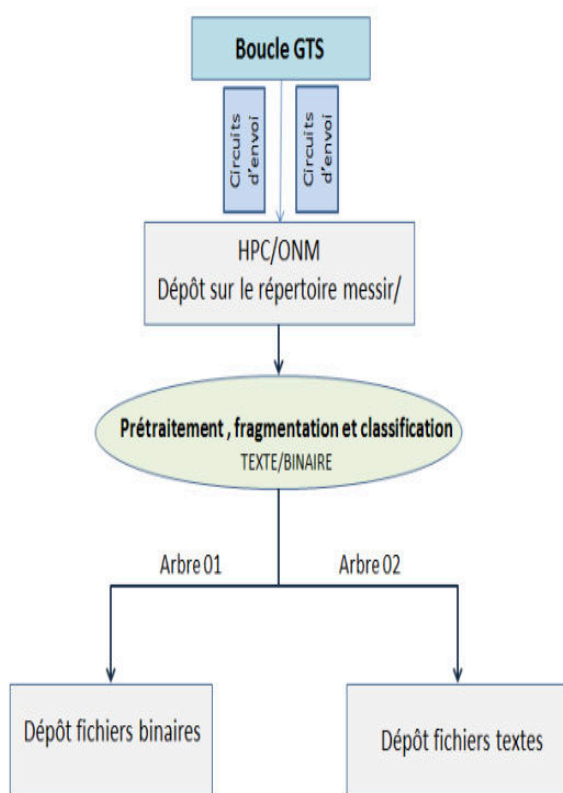 Boucle GTS
Circuits
d'envoi
Circuits
d'envoi
HPC/ONM
Dépôt sur le répertoire messir/
Prétraitement , fragmentation et classification
TEXTE/BINAIRE
Arbre 01
Arbre 02
Dépôt fichiers binaires
Dépôt fichiers textes